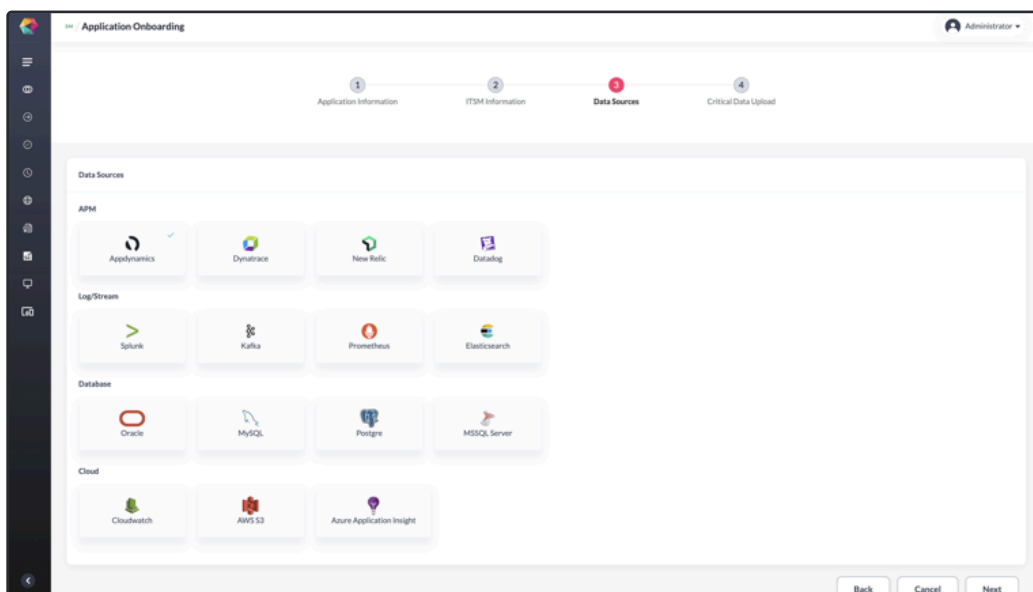 / Application Onboarding
Administrator
1
2
3
4
Application Information
ITSM Information
Data Sources
Critical Data Upload
Data Sources
APM
Appdynamics
Dynatrace
New Relic
Datadog
Log/Stream
Splunk
Kafka
Prometheus
Elasticsearch
Database
Oracle
MySQL
Postgre
MSSQL Server
Cloud
Cloudwatch
AWS S3
Azure Application Insight
Back
Cancel
Next